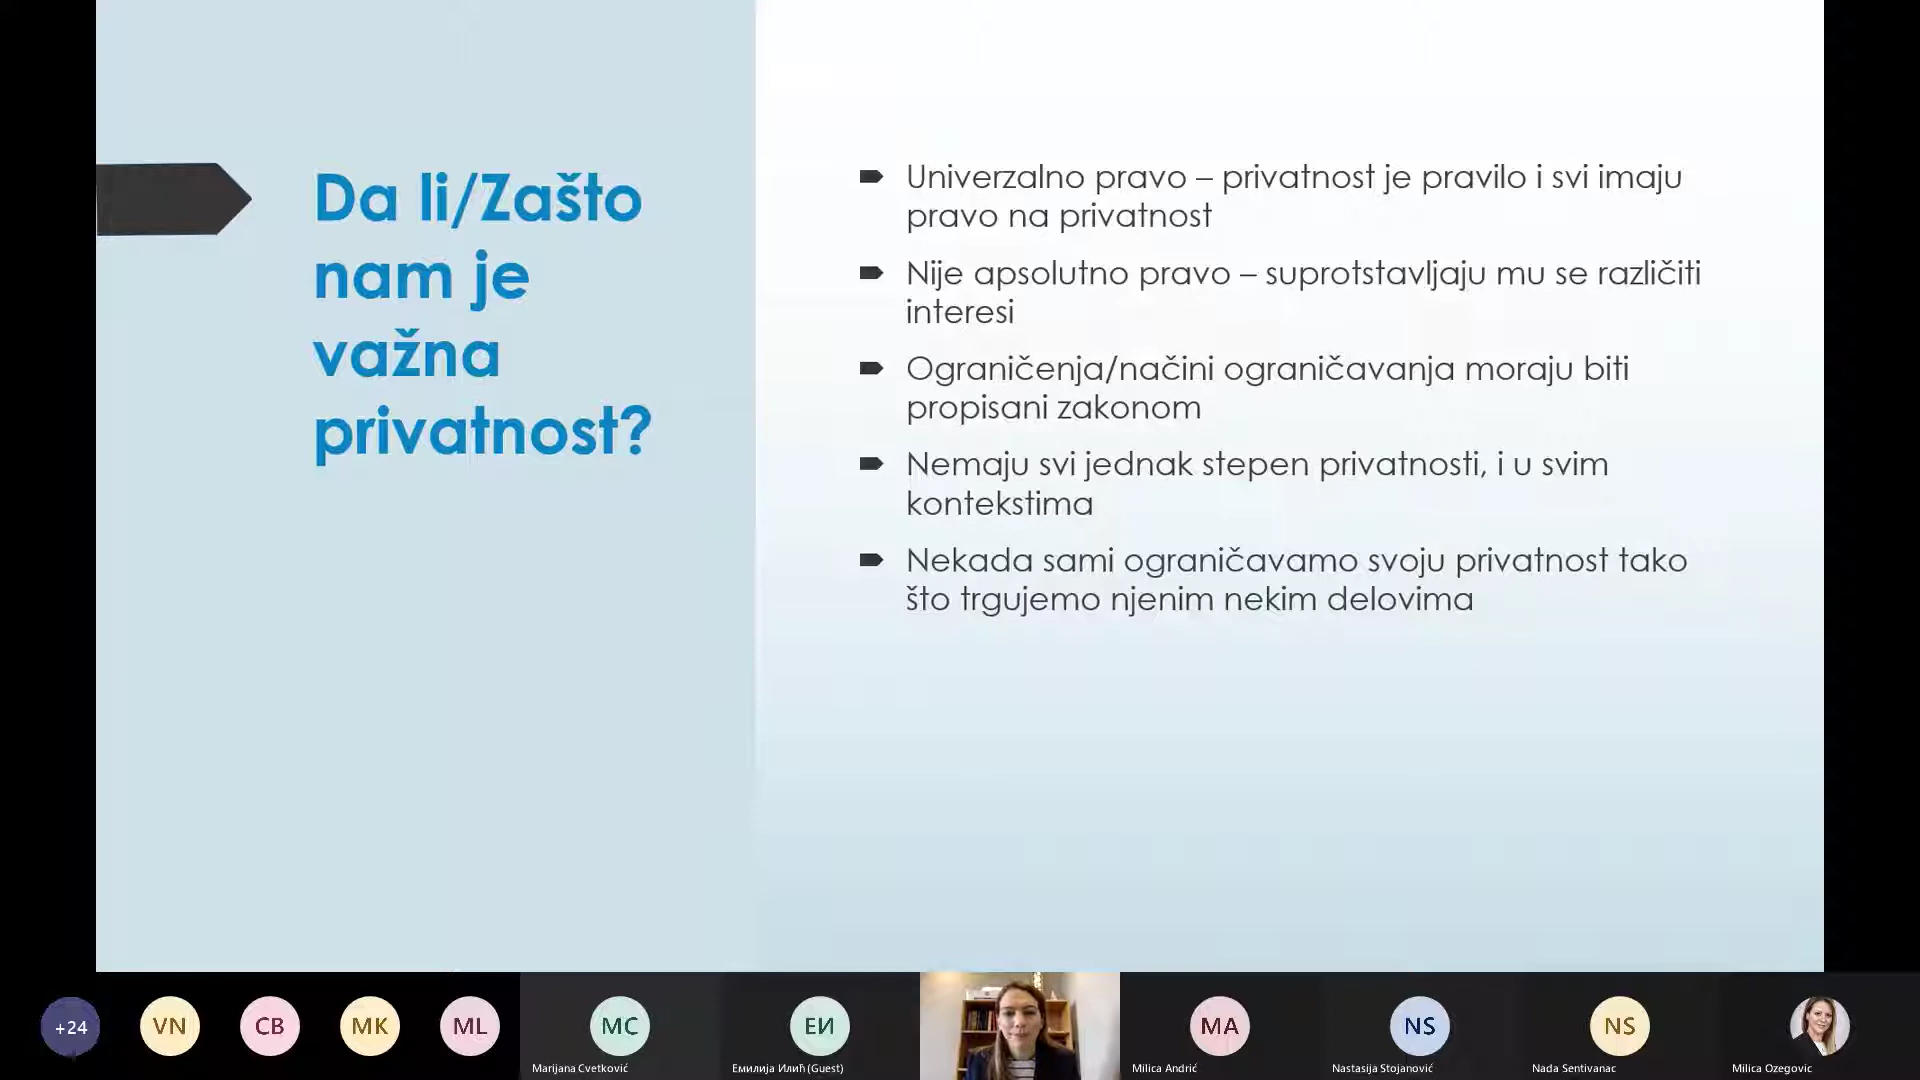 Da li/Zašto
nam je
važna
privatnost?
Univerzalno pravo – privatnost je pravilo i svi imaju
pravo na privatnost
Nije apsolutno pravo – suprotstavljaju mu se različiti
interesi
Ograničenja/načini ograničavanja moraju biti
propisani zakonom
Nemaju svi jednak stepen privatnosti, i u svim
kontekstima
Nekada sami ograničavamo svoju privatnost tako
što trgujemo njenim nekim delovima
+24
VN
CB
MK
ML
MC
Marijana Cvetković
ЕИ
Емилија Илић (Guest)
MA
Milica Andrić
NS
Nastasija Stojanović
NS
Nada Sentivanac
Milica Ozegovic